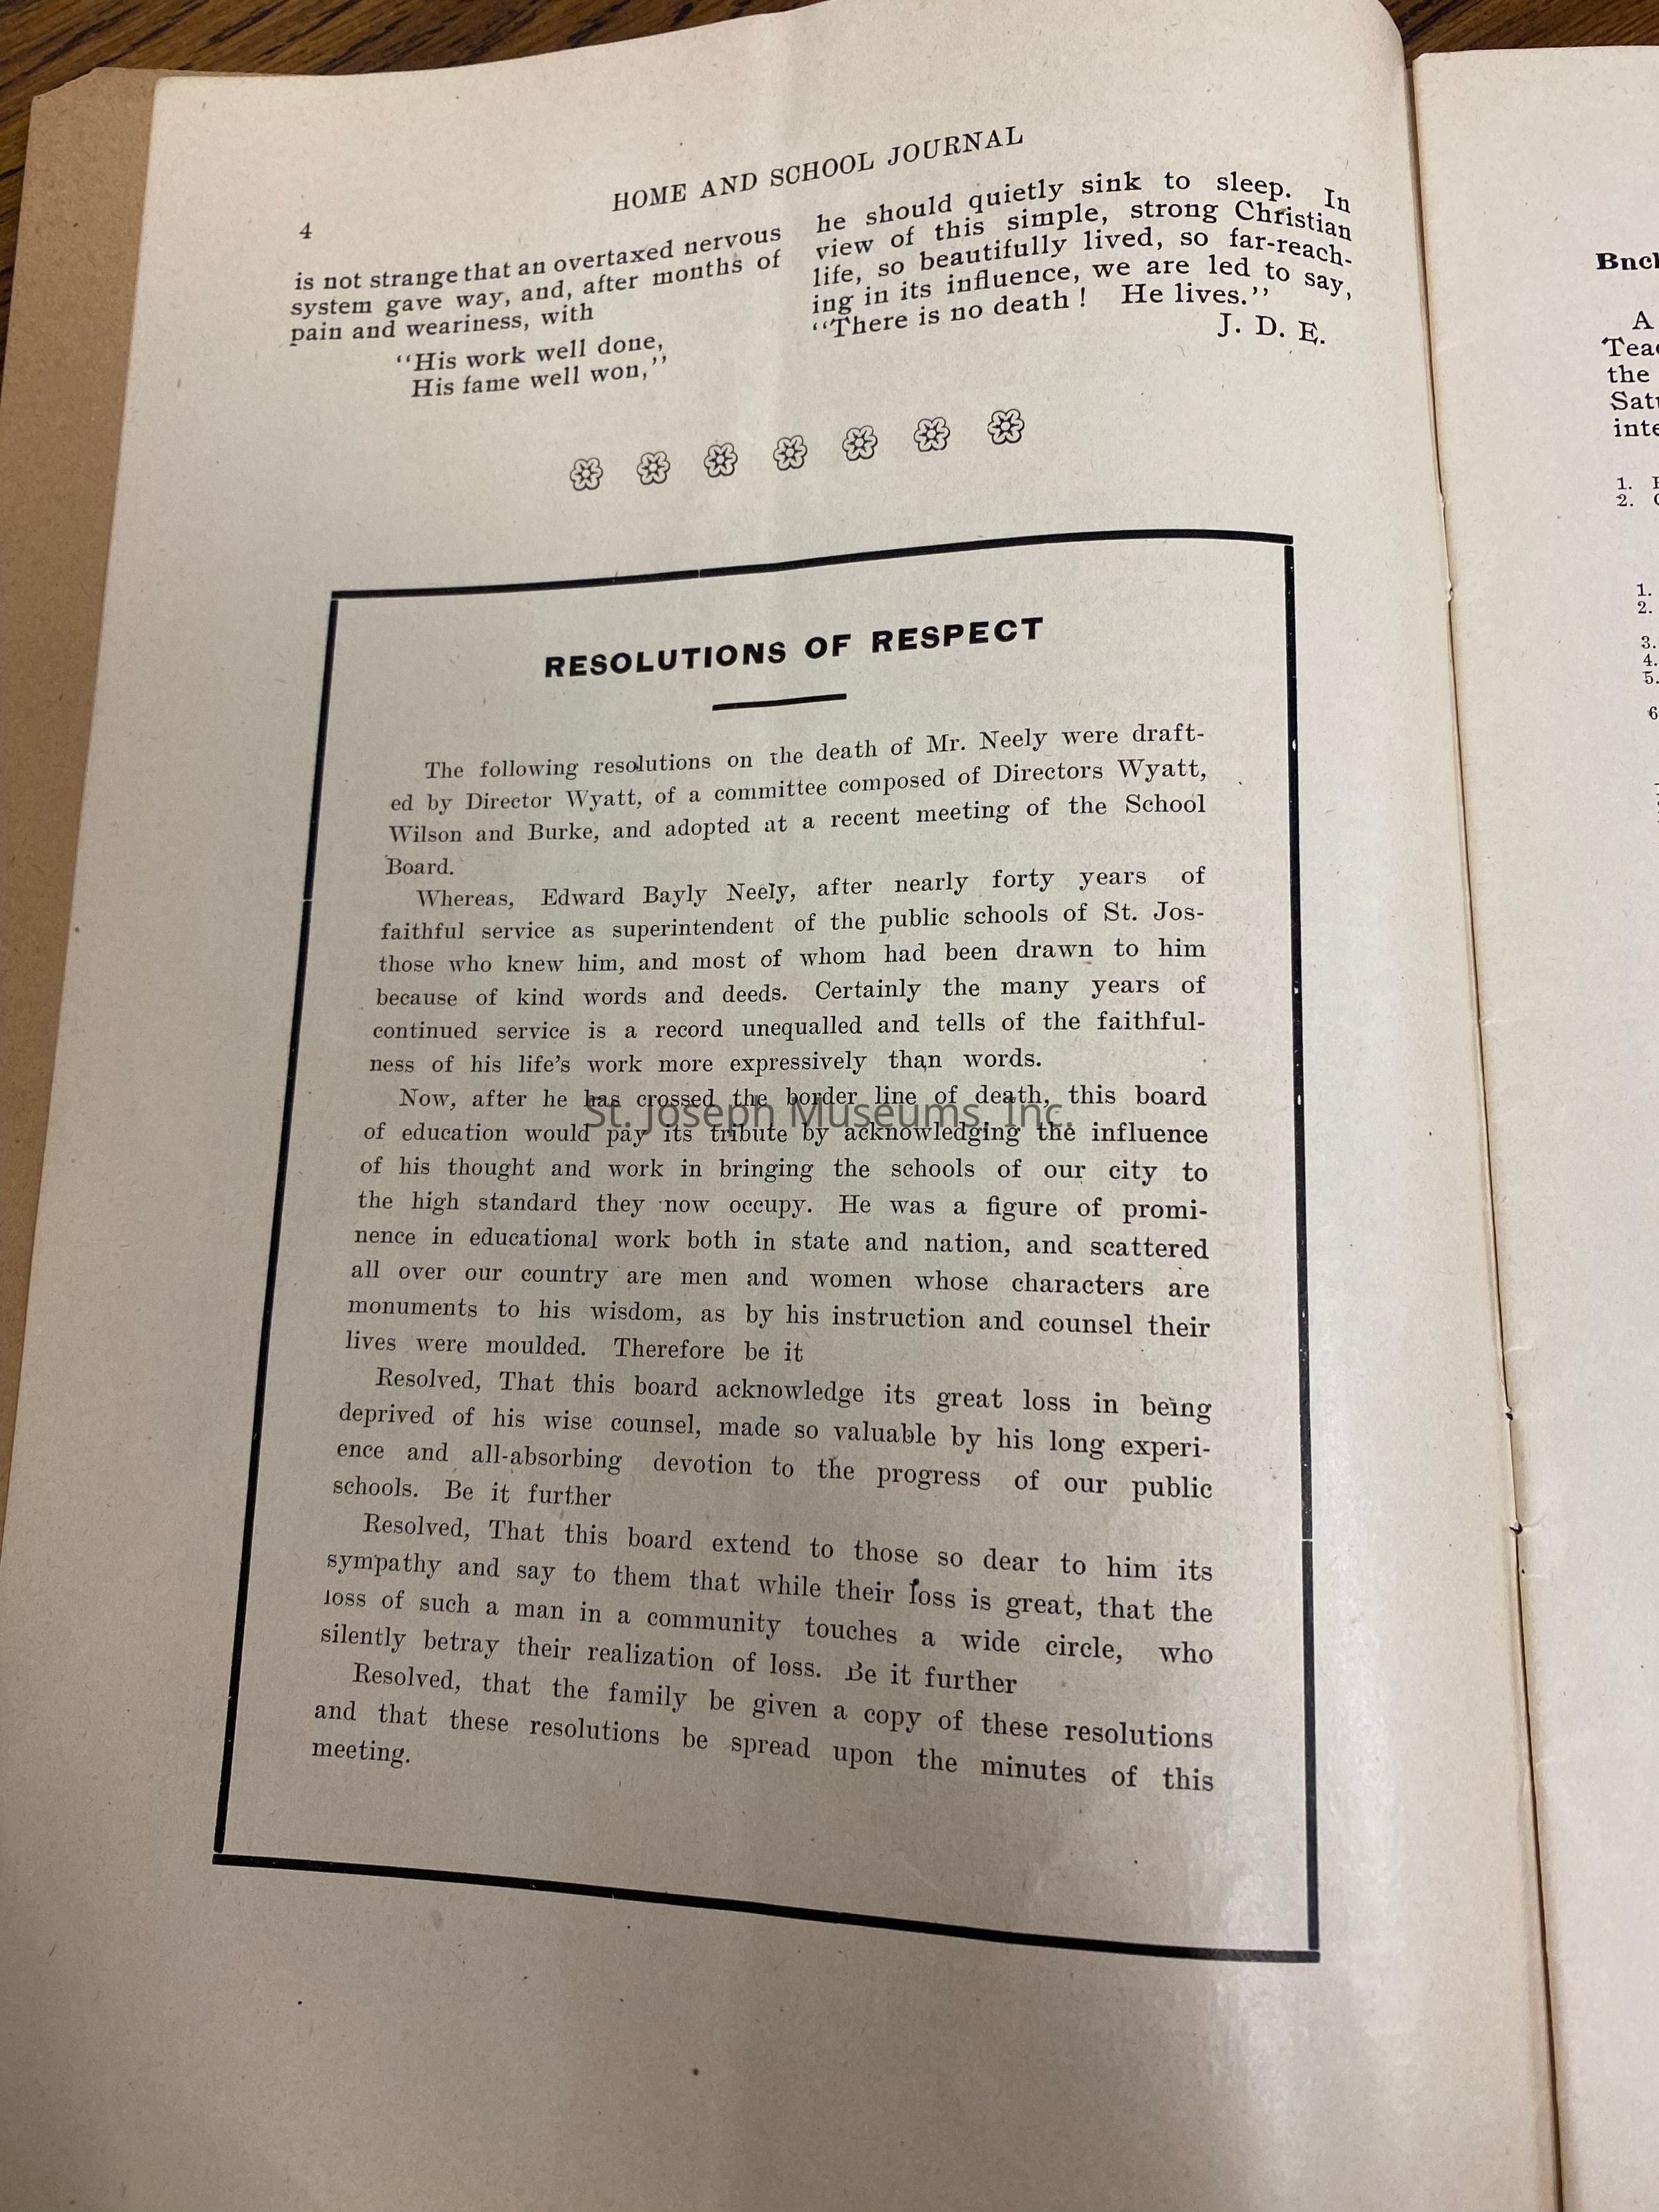 4
HOME AND SCHOOL JOURNAL
is not strange that an overtaxed nervous
system gave way, and, after months of
pain and weariness, with
"His work well done,
His fame well won,"
he should quietly sink to sleep. In
view of this simple, strong Christian
life, so beautifully lived, so far-reach-
ing in its influence, we are led to say,
"There is no death! He lives."
J. D. E.
RESOLUTIONS OF RESPECT
The following resolutions on the death of Mr. Neely were draft-
ed by Director Wyatt, of a committee composed of Directors Wyatt,
Wilson and Burke, and adopted at a recent meeting of the School
Board.
Whereas, Edward Bayly Neely, after nearly forty years of
faithful service as superintendent of the public schools of St. Jos-
those who knew him, and most of whom had been drawn to him
because of kind words and deeds. Certainly the many years of
continued service is a record unequalled and tells of the faithful-
ness of his life's work more expressively than words.
Now, after he has crossed the border line of death, this board
of education would pay its tribute by acknowledging the influence
of his thought and work in bringing the schools of our city to
the high standard they now occupy. He was a figure of promi-
nence in educational work both in state and nation, and scattered
all over our country are men and women whose characters are
monuments to his wisdom, as by his instruction and counsel their
lives were moulded. Therefore be it
Resolved, That this board acknowledge its great loss in being
deprived of his wise counsel, made so valuable by his long experi-
ence and all-absorbing devotion to the progress of our public
schools. Be it further
Resolved, That this board extend to those so dear to him its
sympathy and say to them that while their loss is great, that the
loss of such a man in a community touches a wide circle, who
silently betray their realization of loss. Be it further
Resolved, that the family be given a copy of these resolutions
and that these resolutions be spread upon the minutes of this
meeting.
St. Joseph Museums, Inc.
A
the
1.
2.
1.
2.
3.
4.
5.
6